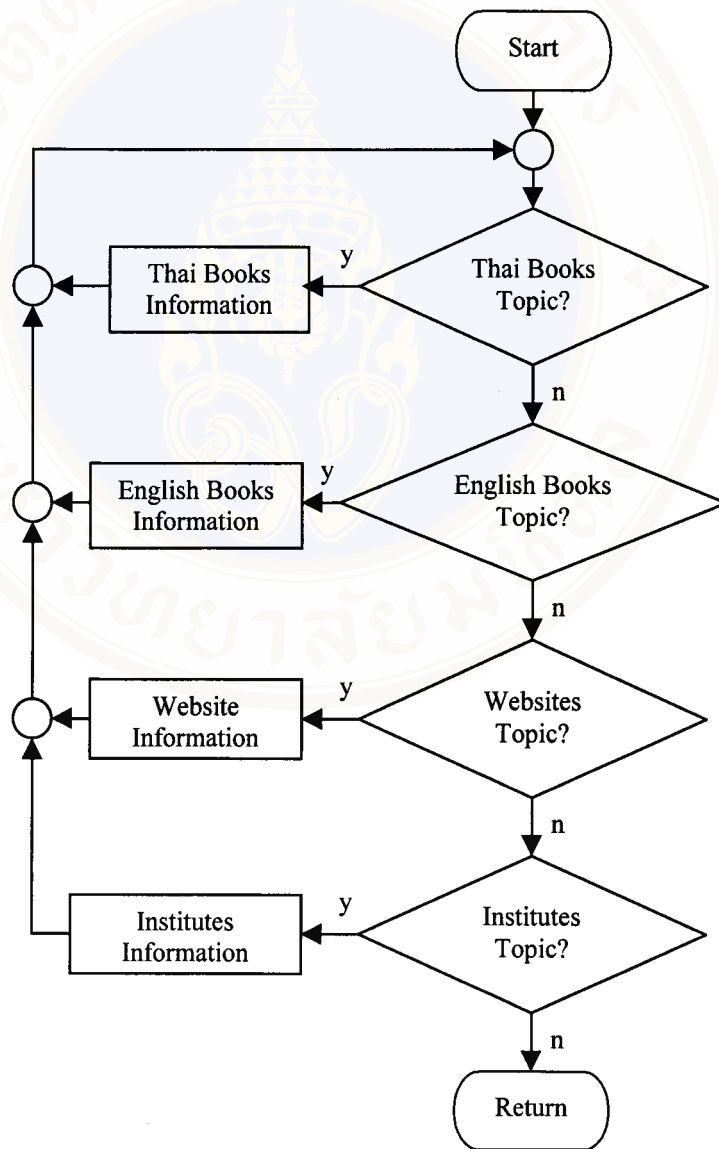 Start
y
Thai Books
Information
Thai Books
Topic?
n
y
English Books
Information
English Books
Topic?
n
y
Website
Information
Websites
Topic?
n
y
Institutes
Information
Institutes
Topic?
n
Return